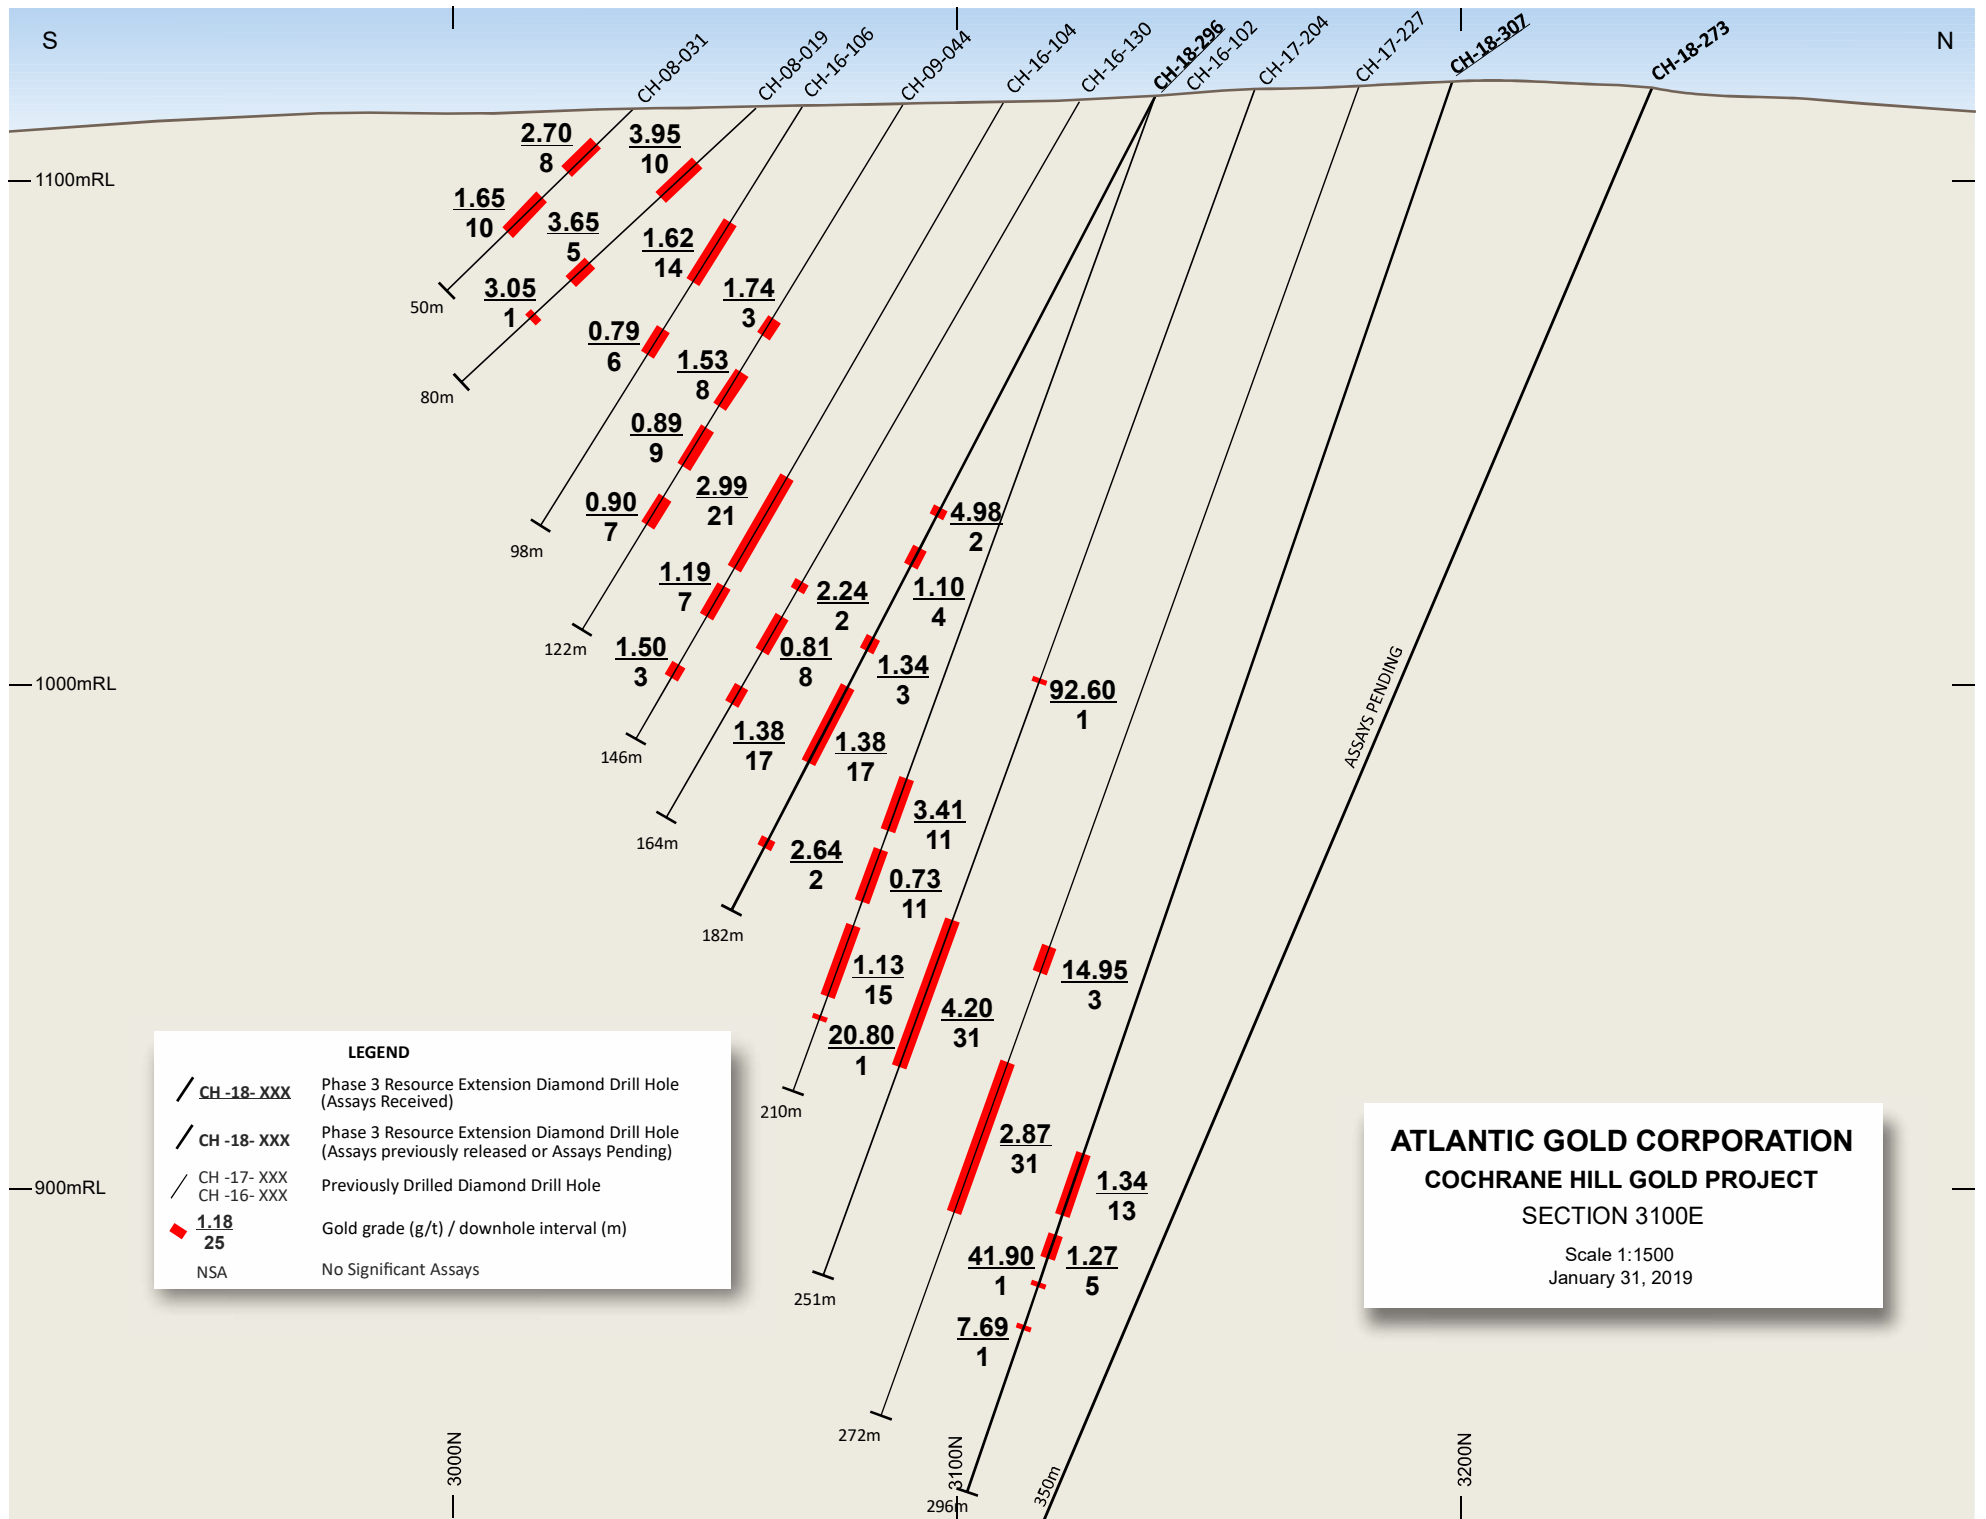 S
N
CH-08-031
CH-08-019
CH-16-106
CH-09-044
CH-16-104
CH-16-130
CH-18-296
CH-16-102
CH-17-204
CH-17-227
CH-18-307
CH-18-273
1100mRL
1000mRL
900mRL
2.70
8
1.65
10
50m
3.95
10
3.65
5
3.05
1
80m
1.62
14
0.79
6
98m
1.74
3
1.53
8
0.89
9
0.90
7
122m
2.99
21
1.19
7
1.50
3
146m
2.24
2
0.81
8
1.38
17
164m
4.98
2
1.10
4
1.34
3
1.38
17
2.64
2
182m
3.41
11
0.73
11
1.13
15
20.80
1
210m
92.60
1
4.20
31
251m
14.95
3
2.87
31
272m
1.34
13
1.27
5
41.90
1
7.69
1
296m
ASSAYS PENDING
350m
3000N
3100N
3200N
LEGEND
CH -18- XXX
Phase 3 Resource Extension Diamond Drill Hole
(Assays Received)
CH -18- XXX
Phase 3 Resource Extension Diamond Drill Hole
(Assays previously released or Assays Pending)
CH -17- XXX
CH -16- XXX
Previously Drilled Diamond Drill Hole
1.18
25
Gold grade (g/t) / downhole interval (m)
NSA
No Significant Assays
ATLANTIC GOLD CORPORATION
COCHRANE HILL GOLD PROJECT
SECTION 3100E
Scale 1:1500
January 31, 2019